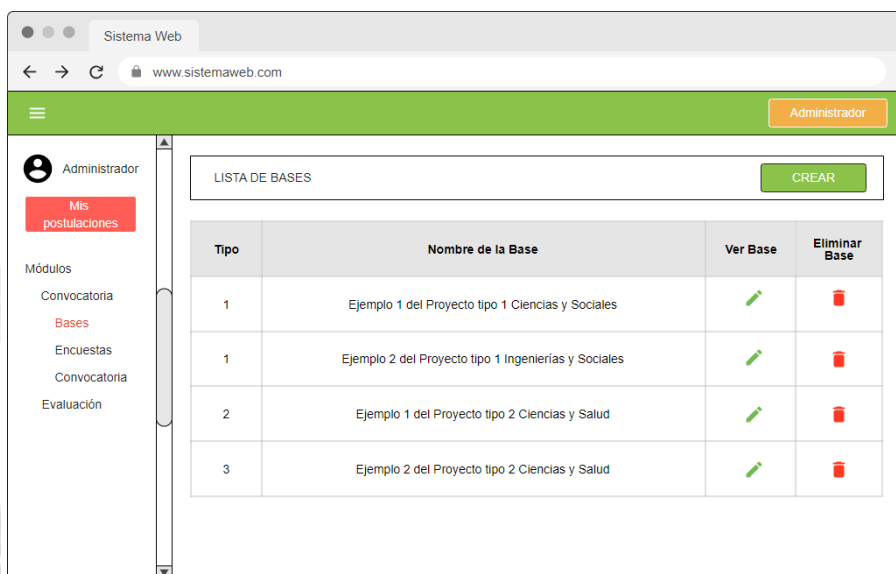 Sistema Web
www.sistemaweb.com
Administrador
Administrador
Mis
postulaciones
Módulos
Convocatoria
Bases
Encuestas
Convocatoria
Evaluación
LISTA DE BASES
CREAR
Tipo Nombre de la Base Ver Base Eliminar
Base
1 Ejemplo 1 del Proyecto tipo 1 Ciencias y Sociales
1 Ejemplo 2 del Proyecto tipo 1 Ingenierías y Sociales
2 Ejemplo 1 del Proyecto tipo 2 Ciencias y Salud
3 Ejemplo 2 del Proyecto tipo 2 Ciencias y Salud